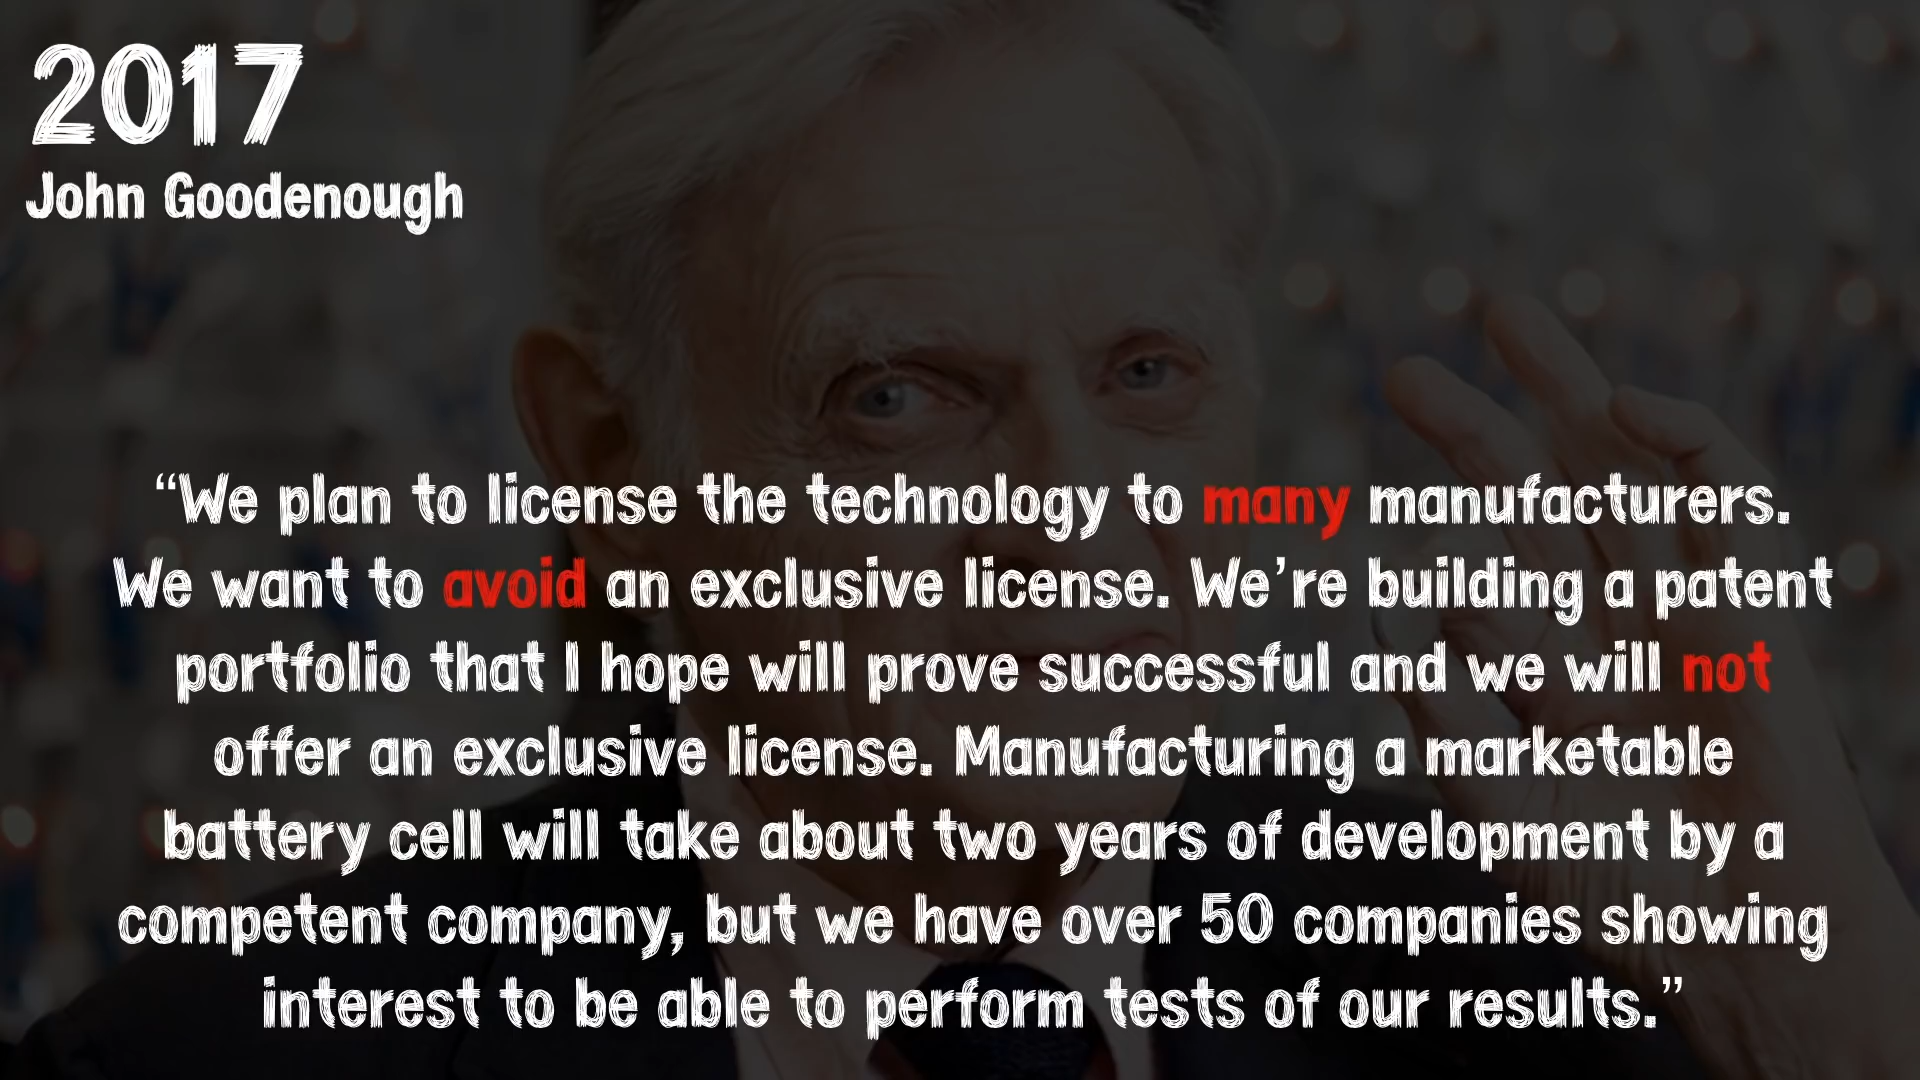 2017
John Goodenough
“We plan to license the technology to many manufacturers.
We want to avoid an exclusive license. We’re building a patent
portfolio that I hope will prove successful and we will not
offer an exclusive license. Manufacturing a marketable
battery cell will take about two years of development by a
competent company, but we have over 50 companies showing
interest to be able to perform tests of our results.”